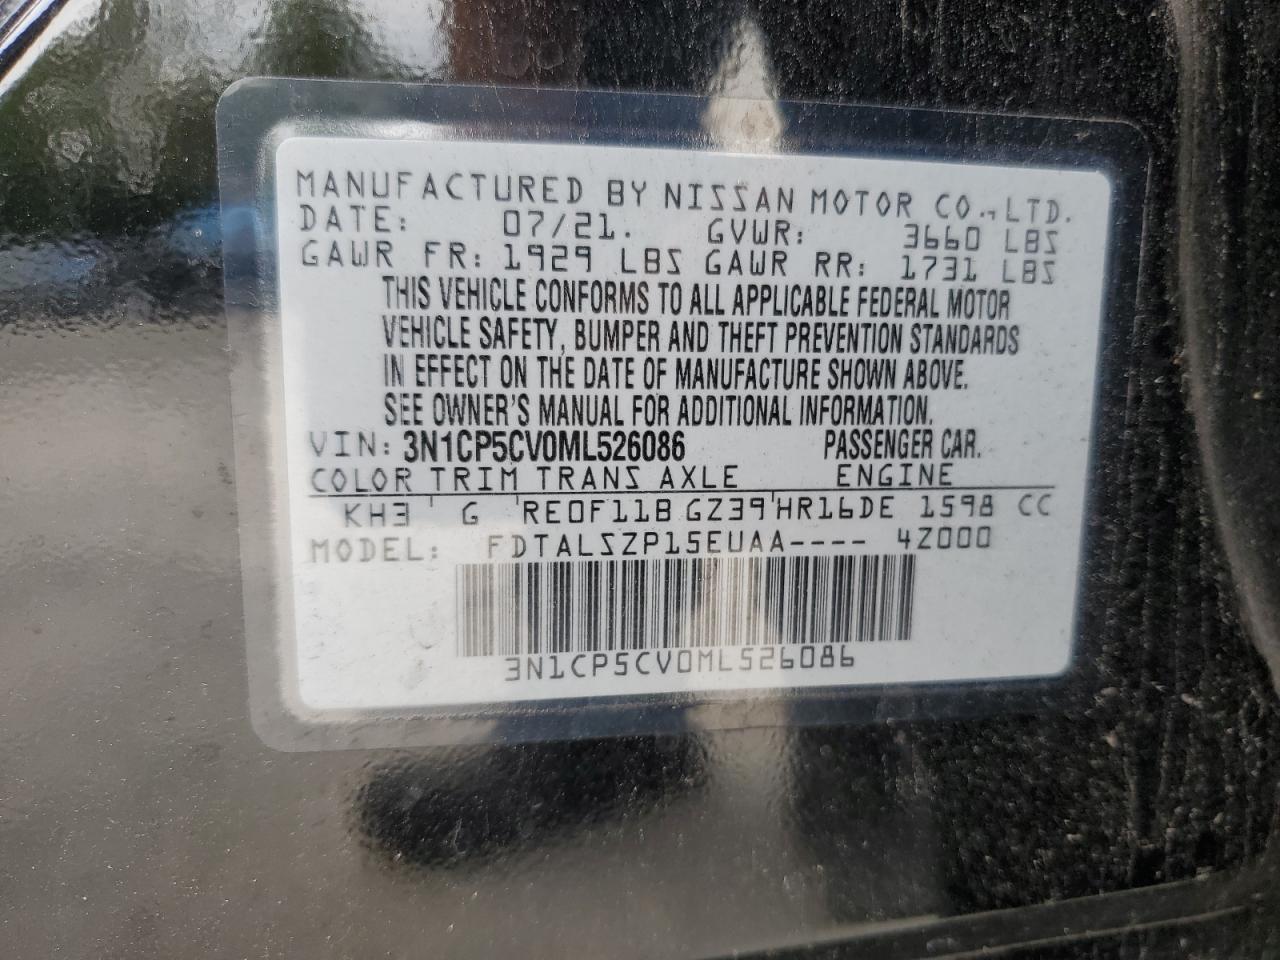 MANUFACTURED BY NISSAN MOTOR CO., LTD.
DATE: 07/21. GVWR: 3660 LBS
GAWR FR: 1929 LBS GAWR RR: 1731 LBS
THIS VEHICLE CONFORMS TO ALL APPLICABLE FEDERAL MOTOR
VEHICLE SAFETY, BUMPER AND THEFT PREVENTION STANDARDS
IN EFFECT ON THE DATE OF MANUFACTURE SHOWN ABOVE.
SEE OWNER'S MANUAL FOR ADDITIONAL INFORMATION.
VIN: 3N1CP5CV0ML526086 PASSENGER CAR.
COLOR TRIM TRANS AXLE ENGINE
KH3 ' G ' RE0F11B GZ39'HR16DE 1598 CC
MODEL: FDTALSZP15EUAA---- 4Z000
3N1CP5CV0ML526086